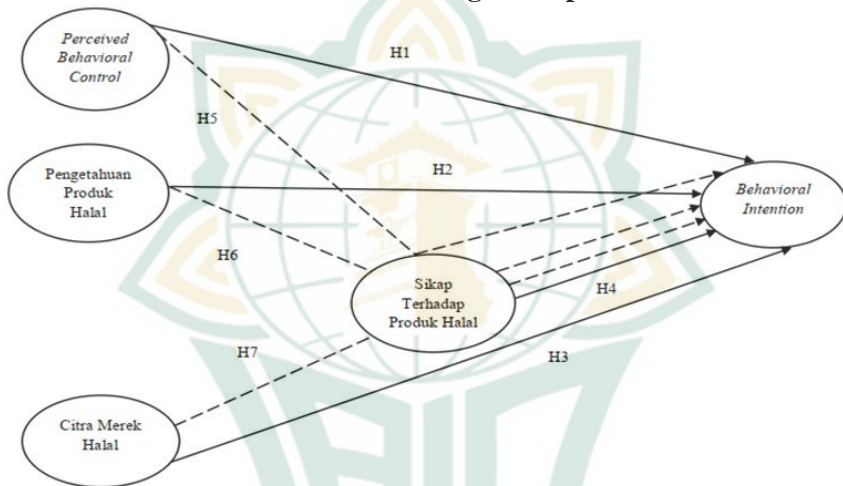 Perceived
Behavioral
Control
H1
H5
Pengetahuan
Produk
Halal
H2
Behavioral
Intention
H6
Sikap
Terhadap
Produk Halal
H4
H7
H3
Citra Merek
Halal